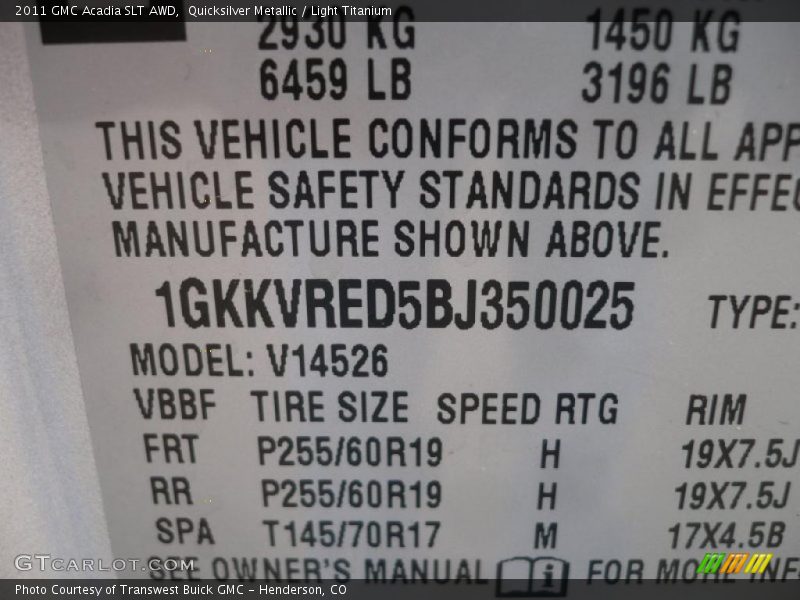 2011 GMC Acadia SLT AWD,  Quicksilver Metallic / Light Titanium
2930 KG 1450 KG
6459 LB 3196 LB
THIS VEHICLE CONFORMS TO ALL APP
VEHICLE SAFETY STANDARDS IN EFFEC
MANUFACTURE SHOWN ABOVE.
1GKKVRED5BJ350025 TYPE:
MODEL: V14526
VBBF TIRE SIZE SPEED RTG RIM
FRT P255/60R19 H 19X7.5J
RR P255/60R19 H 19X7.5J
SPA T145/70R17 M 17X4.5B
SEE OWNER'S MANUAL i FOR MORE INF
GTCARLOT.COM
Photo Courtesy of Transwest Buick GMC - Henderson, CO